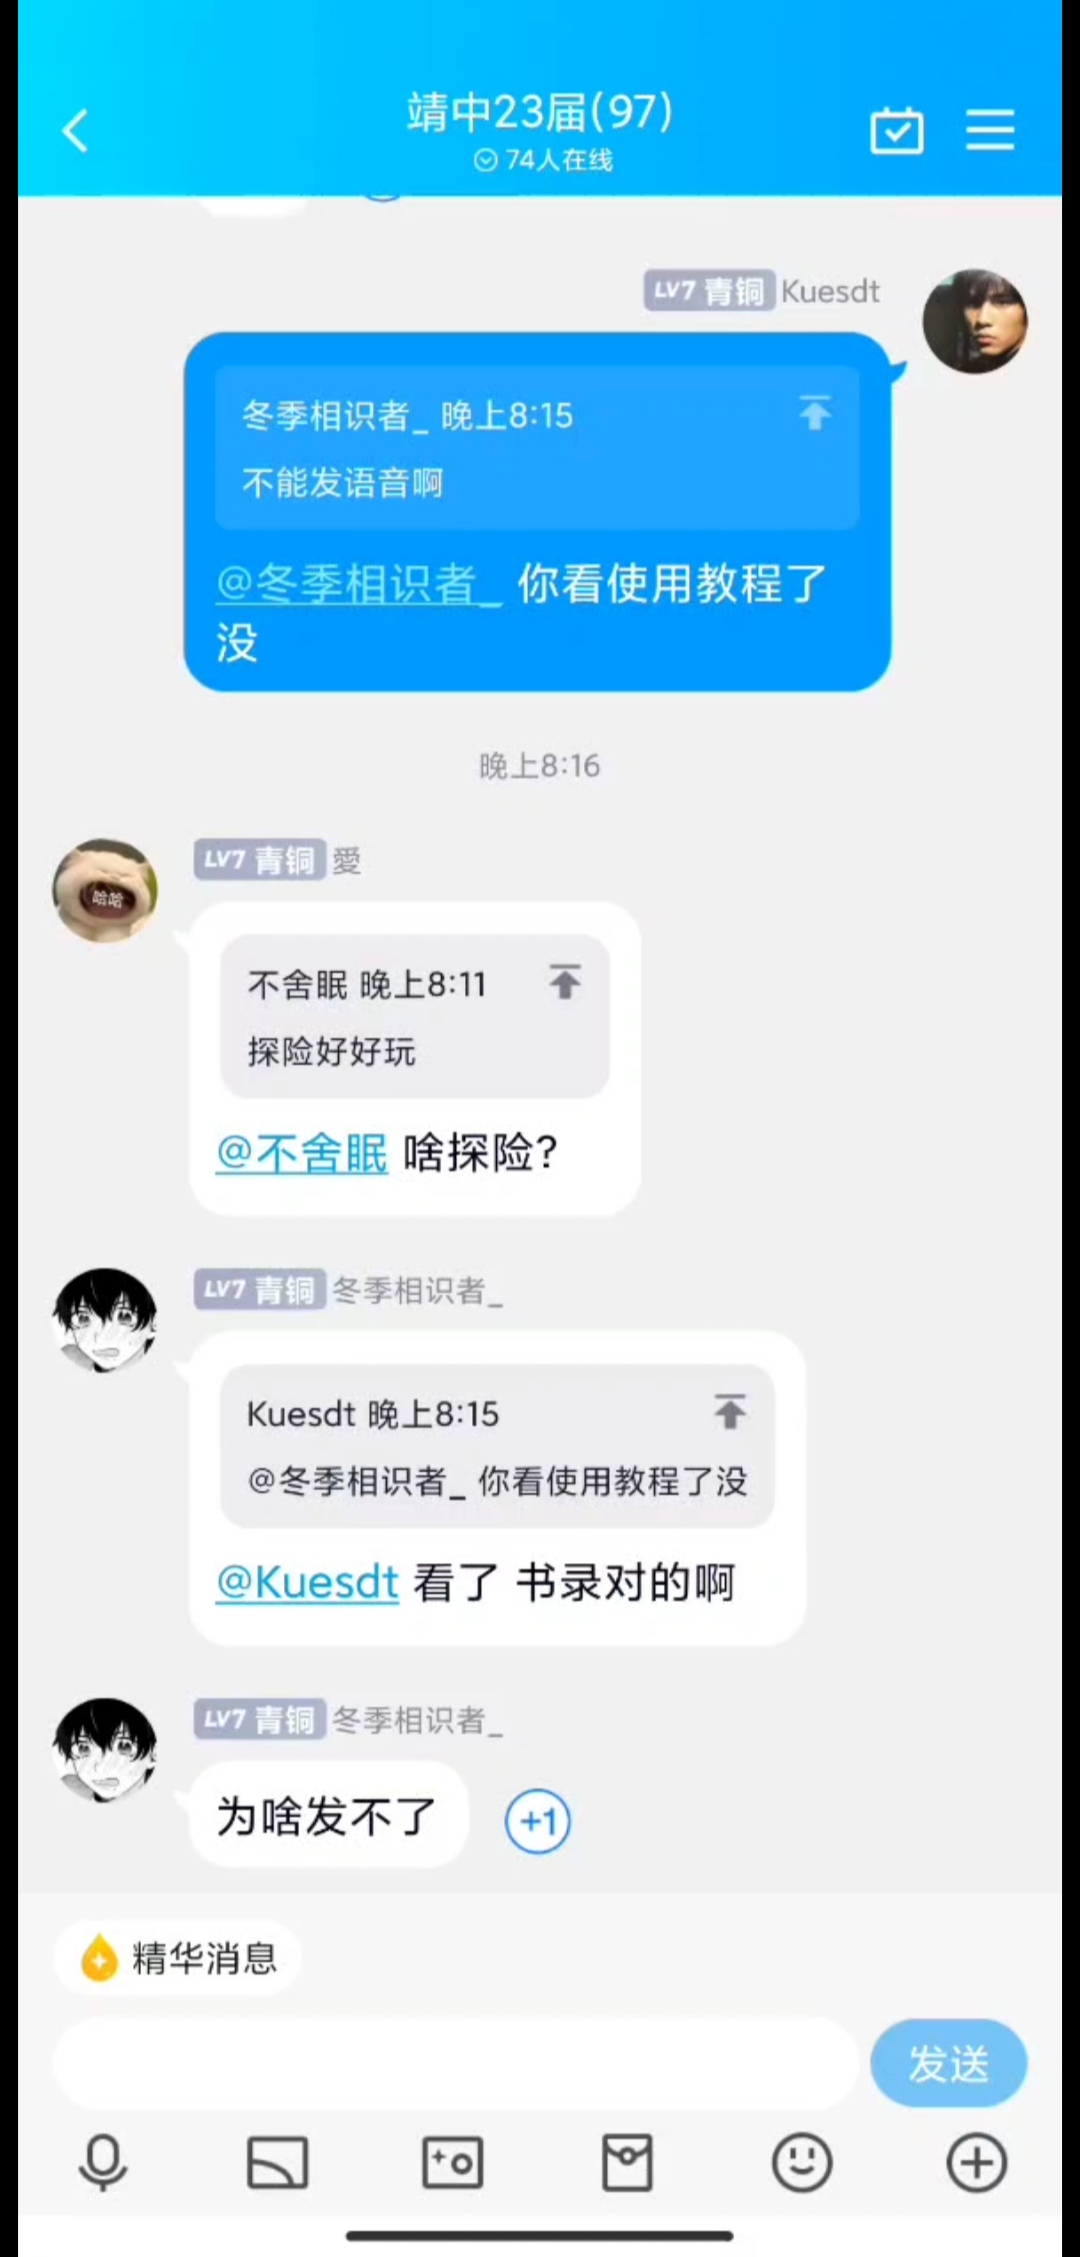 靖中23届(97)
74人在线
LV7 青铜 Kuesdt
冬季相识者_ 晚上8:15
不能发语音啊
@冬季相识者_ 你看使用教程了
没
晚上8:16
LV7 青铜 愛
哈哈
不舍眠 晚上8:11
探险好好玩
@不舍眠 啥探险?
LV7 青铜 冬季相识者_
Kuesdt 晚上8:15
@冬季相识者_ 你看使用教程了没
@Kuesdt 看了 书录对的啊
LV7 青铜 冬季相识者_
为啥发不了
+1
精华消息
发送